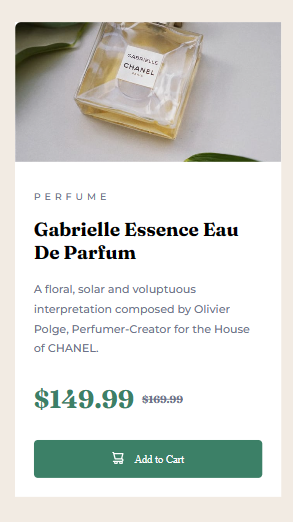 GABRIELLE
CHANEL
PARIS
PERFUME
Gabrielle Essence Eau
De Parfum
A floral, solar and voluptuous
interpretation composed by Olivier
Polge, Perfumer-Creator for the House
of CHANEL.
$149.99 $169.99
Add to Cart